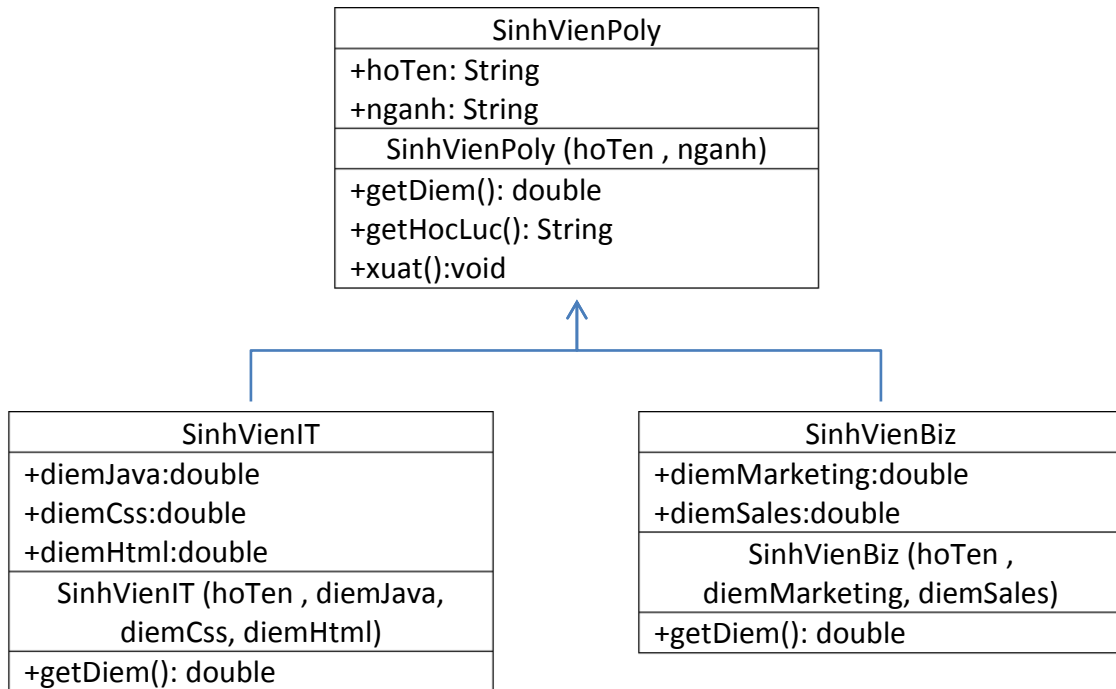 SinhVienPoly
+hoTen: String
+nganh: String
SinhVienPoly (hoTen , nganh)
+getDiem(): double
+getHocLuc(): String
+xuat():void
SinhVienIT
+diemJava:double
+diemCss:double
+diemHtml:double
SinhVienIT (hoTen , diemJava,
diemCss, diemHtml)
+getDiem(): double
SinhVienBiz
+diemMarketing:double
+diemSales:double
SinhVienBiz (hoTen ,
diemMarketing, diemSales)
+getDiem(): double